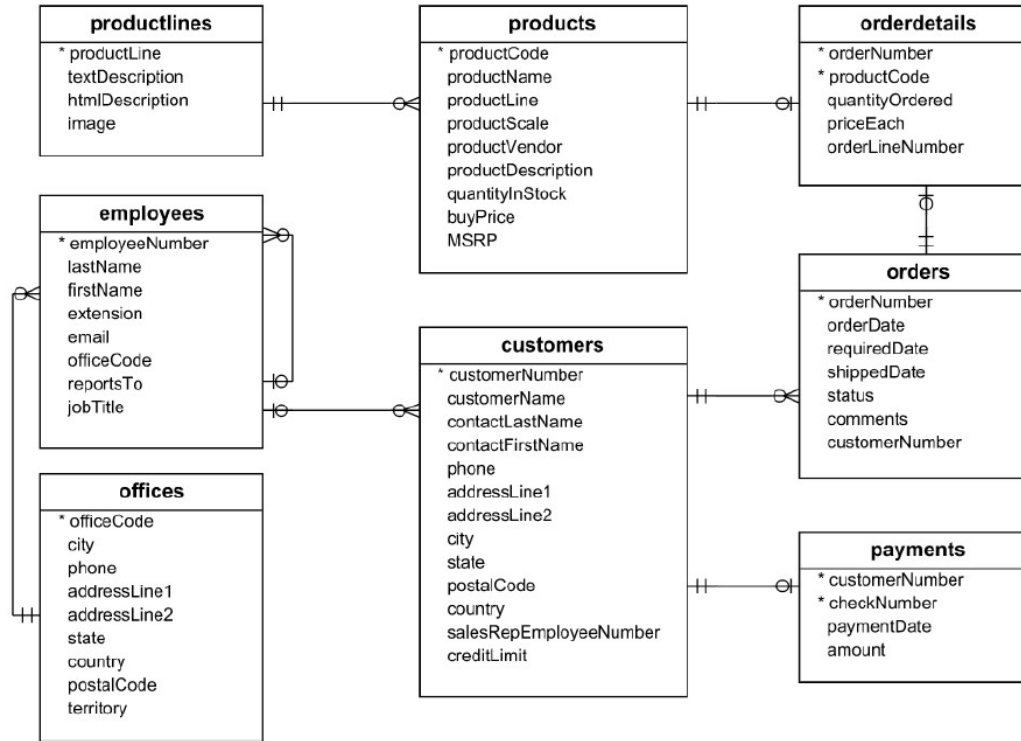 productlines
* productLine
textDescription
htmlDescription
image
products
* productCode
productName
productLine
productScale
productVendor
productDescription
quantityInStock
buyPrice
MSRP
orderdetails
* orderNumber
* productCode
quantityOrdered
priceEach
orderLineNumber
employees
* employeeNumber
lastName
firstName
extension
email
officeCode
reportsTo
jobTitle
customers
* customerNumber
customerName
contactLastName
contactFirstName
phone
addressLine1
addressLine2
city
state
postalCode
country
salesRepEmployeeNumber
creditLimit
orders
* orderNumber
orderDate
requiredDate
shippedDate
status
comments
customerNumber
offices
* officeCode
city
phone
addressLine1
addressLine2
state
country
postalCode
territory
payments
* customerNumber
* checkNumber
paymentDate
amount